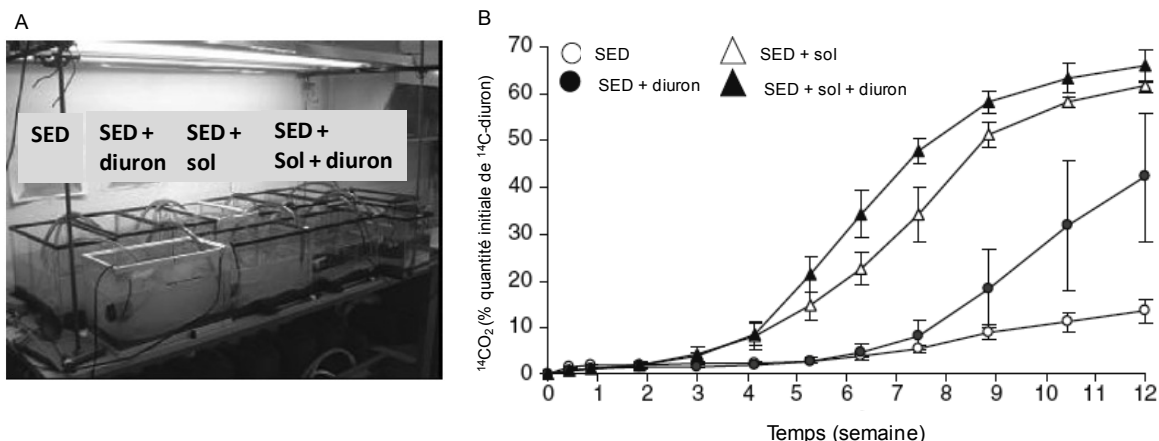 A
SED
SED +
diuron
SED +
sol
SED +
Sol + diuron
B
SED
SED + diuron
SED + sol
SED + sol + diuron
¹⁴CO₂ (% quantité initiale de ¹⁴C-diuron)
70
60
50
40
30
20
10
0
0 1 2 3 4 5 6 7 8 9 10 11 12
Temps (semaine)